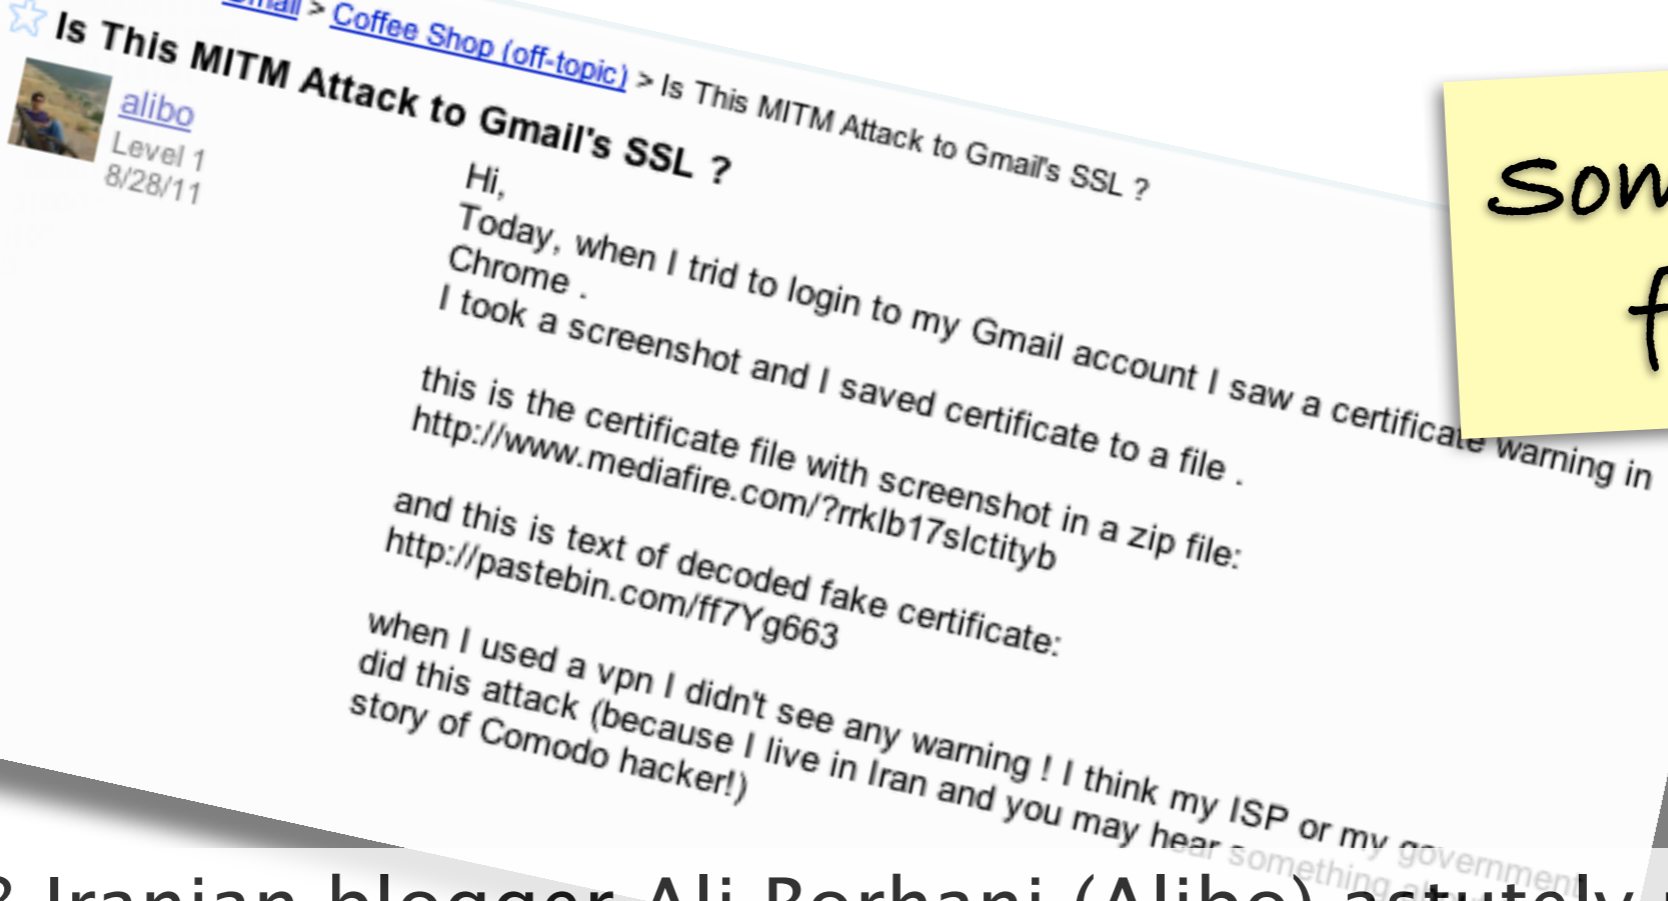 Gmail > Coffee Shop (off-topic) > Is This MITM Attack to Gmail's SSL ?
Is This MITM Attack to Gmail's SSL ?
alibo
Level 1
8/28/11
Hi,
Today, when I trid to login to my Gmail account I saw a certificate warning in
Chrome .
I took a screenshot and I saved certificate to a file .
this is the certificate file with screenshot in a zip file:
http://www.mediafire.com/?rrklb17slctityb
and this is text of decoded fake certificate:
http://pastebin.com/ff7Yg663
when I used a vpn I didn't see any warning ! I think my ISP or my government
did this attack (because I live in Iran and you may hear something about
story of Comodo hacker!)
Iranian blogger Ali Borhani (Alibo) astutely